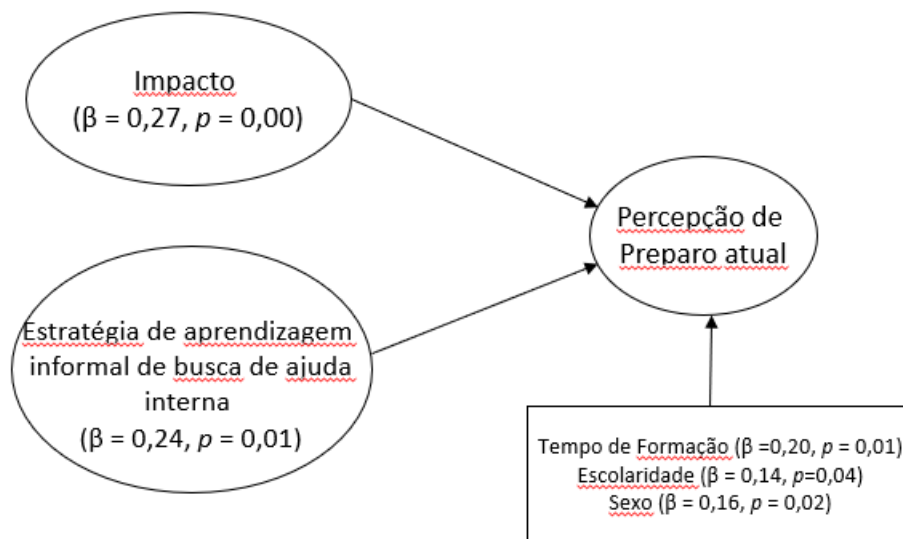 Impacto
(β = 0,27, p = 0,00)
Percepção de
Preparo atual
Estratégia de aprendizagem
informal de busca de ajuda
interna
(β = 0,24, p = 0,01)
Tempo de Formação (β =0,20, p = 0,01)
Escolaridade (β = 0,14, p=0,04)
Sexo (β = 0,16, p = 0,02)